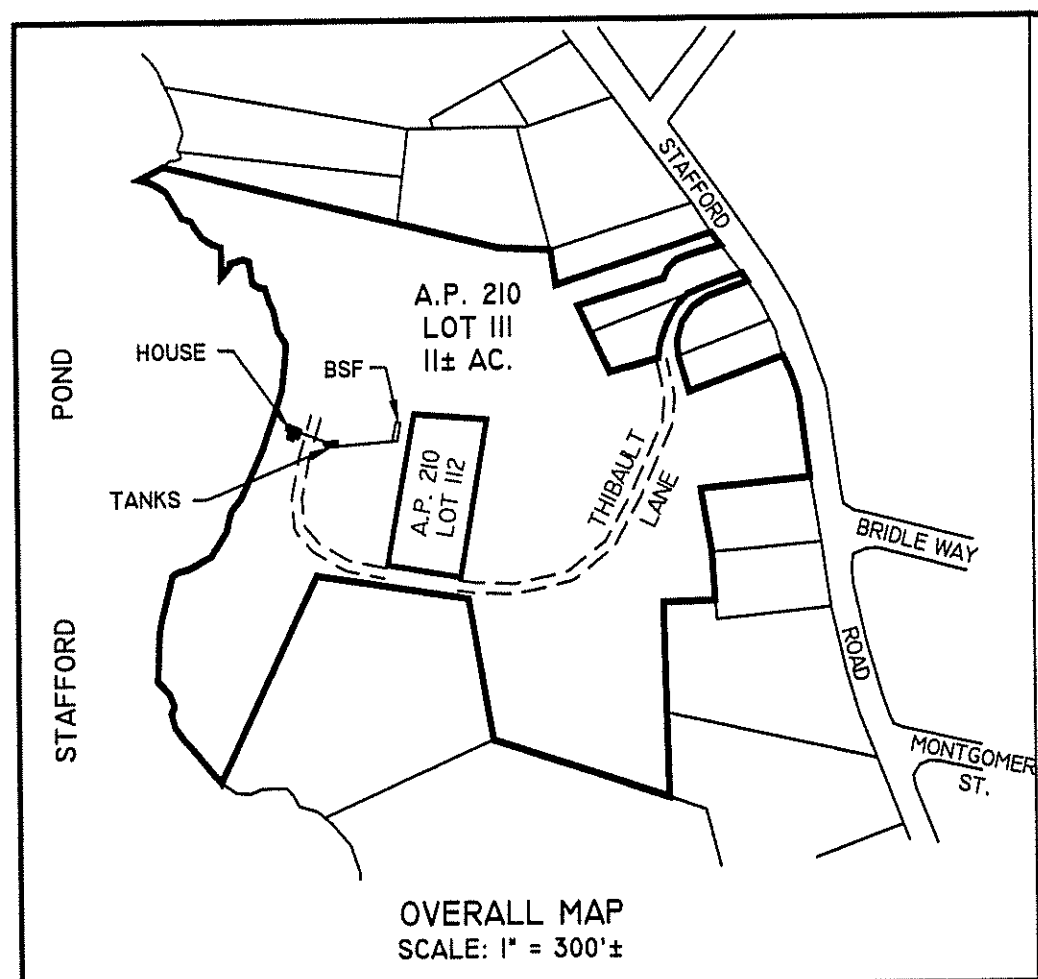 STAFFORD
A.P. 210
LOT 111
11± AC.
HOUSE
BSF
POND
TANKS
A.P. 210
LOT 112
THIBAULT
LANE
BRIDLE WAY
STAFFORD
ROAD
MONTGOMER
ST.
OVERALL MAP
SCALE: 1" = 300'±